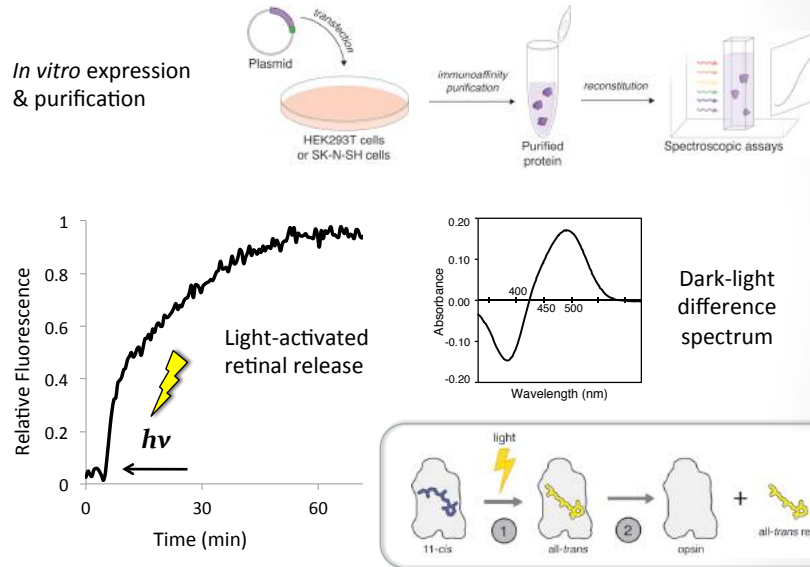 In vitro expression
& purification
Plasmid
transfection
HEK293T cells
or SK-N-SH cells
immunoaffinity
purification
Purified
protein
reconstitution
Spectroscopic assays
Relative Fluorescence
1
0.8
0.6
0.4
0.2
0
0
30
60
Time (min)
Light-activated
retinal release
hν
Absorbance
0.20
0.10
0.00
-0.10
-0.20
400
450
500
Wavelength (nm)
Dark-light
difference
spectrum
light
1
2
11-cis
all-trans
opsin
+
all-trans re